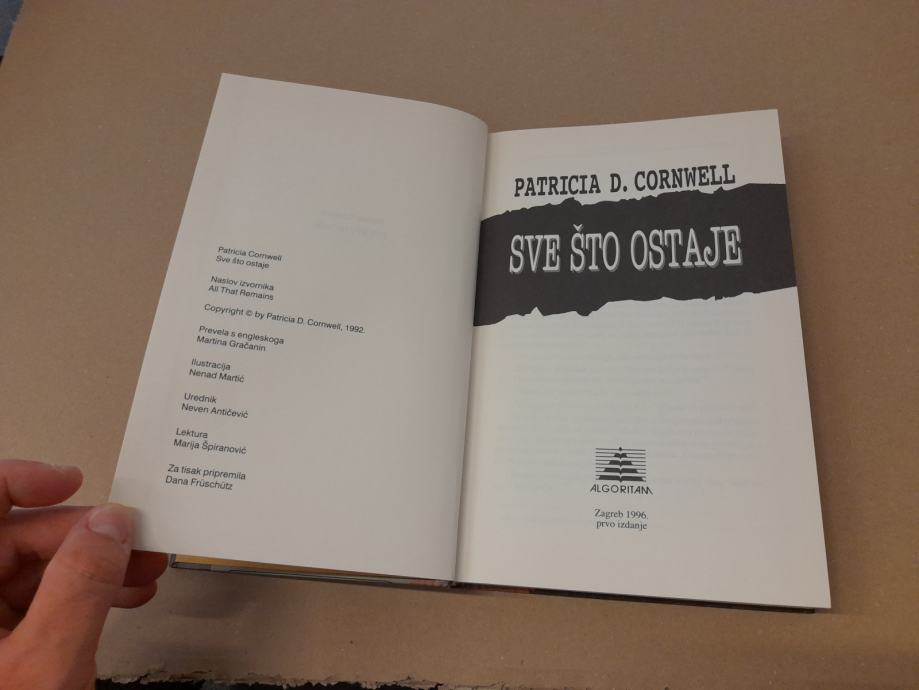 Patricia Cornwell
Sve što ostaje
Naslov izvornika
All That Remains
Copyright © by Patricia D. Cornwell, 1992.
Prevela s engleskoga
Martina Gračanin
Ilustracija
Nenad Martić
Urednik
Neven Antičević
Lektura
Marija Špiranović
Za tisak pripremila
Dana Früschütz
PATRICIA D. CORNWELL
SVE ŠTO OSTAJE
ALGORITAM
Zagreb 1996.
prvo izdanje